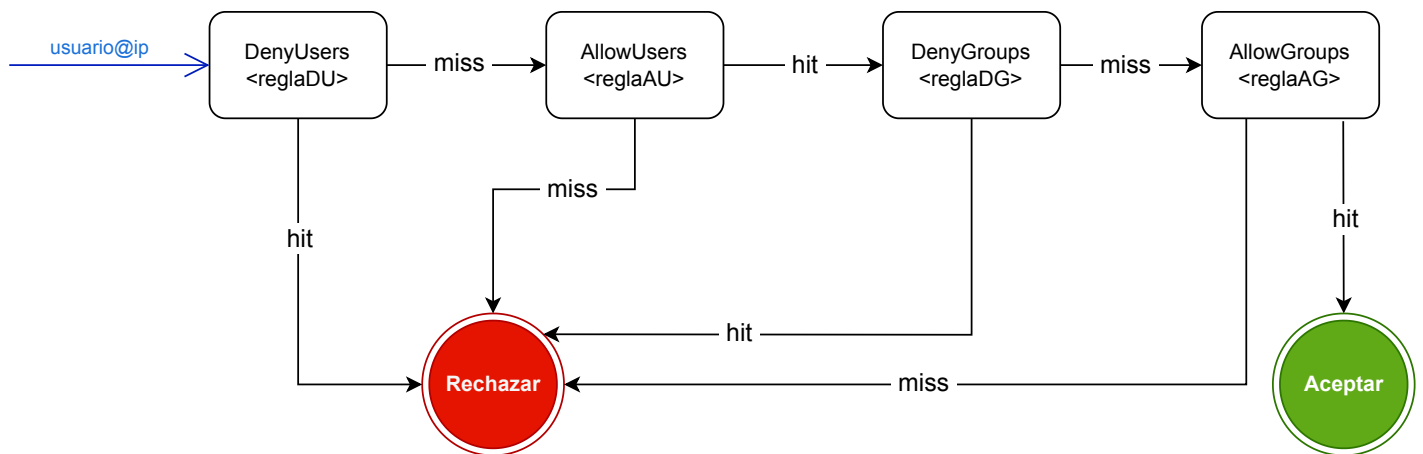 usuario@ip
DenyUsers
<reglaDU>
miss
AllowUsers
<reglaAU>
hit
DenyGroups
<reglaDG>
miss
AllowGroups
<reglaAG>
miss
hit
hit
hit
miss
Rechazar
Aceptar